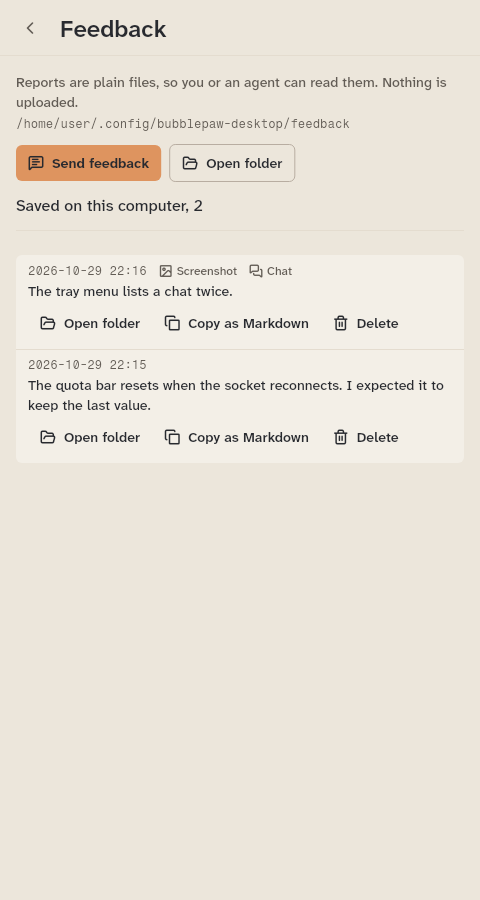 Feedback
Reports are plain files, so you or an agent can read them. Nothing is
uploaded.
/home/user/.config/bubblepaw-desktop/feedback
Send feedback
Open folder
Saved on this computer, 2
2026-10-29 22:16 Screenshot Chat
The tray menu lists a chat twice.
Open folder Copy as Markdown Delete
2026-10-29 22:15
The quota bar resets when the socket reconnects. I expected it to
keep the last value.
Open folder Copy as Markdown Delete